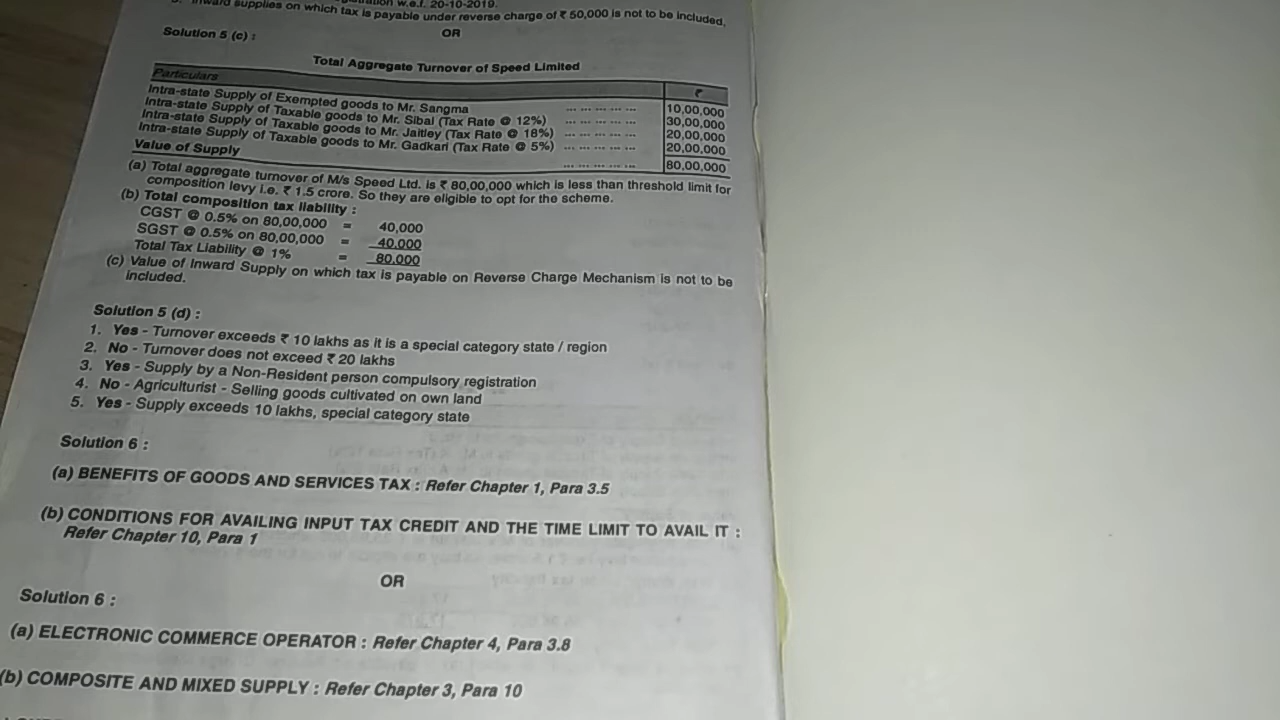 w.e.f. 20-10-2019.
supplies on which tax is payable under reverse charge of ₹ 50,000 is not to be included,
OR
Solution 5 (c) :
Total Aggregate Turnover of Speed Limited
Particulars ₹
Intra-state Supply of Exempted goods to Mr. Sangma ... ... ... ... ... 10,00,000
Intra-state Supply of Taxable goods to Mr. Sibal (Tax Rate @ 12%) ... ... ... ... ... 30,00,000
Intra-state Supply of Taxable goods to Mr. Jaitley (Tax Rate @ 18%) ... ... ... ... ... 20,00,000
Intra-state Supply of Taxable goods to Mr. Gadkari (Tax Rate @ 5%) ... ... ... ... ... 20,00,000
Value of Supply ... ... ... ... ... 80,00,000
(a) Total aggregate turnover of M/s Speed Ltd. is ₹ 80,00,000 which is less than threshold limit for
composition levy i.e. ₹ 1.5 crore. So they are eligible to opt for the scheme.
(b) Total composition tax liability :
CGST @ 0.5% on 80,00,000 = 40,000
SGST @ 0.5% on 80,00,000 = 40,000
Total Tax Liability @ 1% = 80,000
(c) Value of Inward Supply on which tax is payable on Reverse Charge Mechanism is not to be
included.
Solution 5 (d) :
1. Yes - Turnover exceeds ₹ 10 lakhs as it is a special category state / region
2. No - Turnover does not exceed ₹ 20 lakhs
3. Yes - Supply by a Non-Resident person compulsory registration
4. No - Agriculturist - Selling goods cultivated on own land
5. Yes - Supply exceeds 10 lakhs, special category state
Solution 6 :
(a) BENEFITS OF GOODS AND SERVICES TAX : Refer Chapter 1, Para 3.5
(b) CONDITIONS FOR AVAILING INPUT TAX CREDIT AND THE TIME LIMIT TO AVAIL IT :
Refer Chapter 10, Para 1
OR
Solution 6 :
(a) ELECTRONIC COMMERCE OPERATOR : Refer Chapter 4, Para 3.8
(b) COMPOSITE AND MIXED SUPPLY : Refer Chapter 3, Para 10